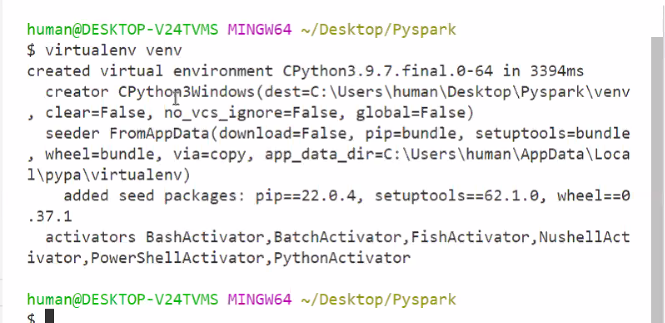 human@DESKTOP-V24TVMS MINGW64 ~/Desktop/Pyspark
$ virtualenv venv
created virtual environment CPython3.9.7.final.0-64 in 3394ms
  creator CPython3Windows(dest=C:\Users\human\Desktop\Pyspark\venv
, clear=False, no_vcs_ignore=False, global=False)
  seeder FromAppData(download=False, pip=bundle, setuptools=bundle
, wheel=bundle, via=copy, app_data_dir=C:\Users\human\AppData\Loca
l\pypa\virtualenv)
    added seed packages: pip==22.0.4, setuptools==62.1.0, wheel==0
.37.1
  activators BashActivator,BatchActivator,FishActivator,NushellAct
ivator,PowerShellActivator,PythonActivator
human@DESKTOP-V24TVMS MINGW64 ~/Desktop/Pyspark
$